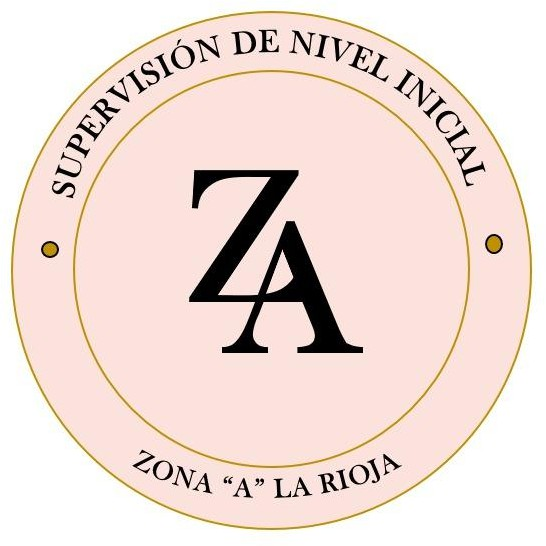 SUPERVISIÓN DE NIVEL INICIAL
ZA
ZONA “A” LA RIOJA